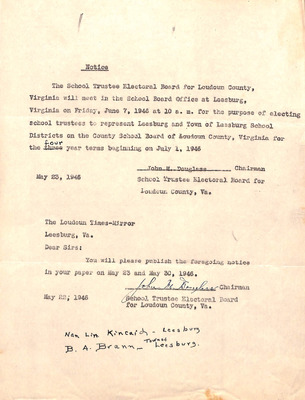 Notice
The School Trustee Electoral Board for Loudoun County,
Virginia will meet in the School Board Office at Leesburg,
Virginia on Friday, June 7, 1946 at 10 a. m. for the purpose of electing
school trustees to represent Leesburg and Town of Leesburg School
Districts on the County School Board of Loudoun County, Virginia for
four
the three year terms beginning on July 1, 1946
John M. Douglass Chairman
May 23, 1946 School Trustee Electoral Board for
Loudoun County, Va.
The Loudoun Times-Mirror
Leesburg, Va.
Dear Sirs:
You will please publish the foregoing notice
in your paper on May 23 and May 30, 1946.
John M. Douglass Chairman
May 22, 1946 School Trustee Electoral Board
for Loudoun County, Va.
Kincaid - Leesburg
B. A. Brann - Town of Leesburg.